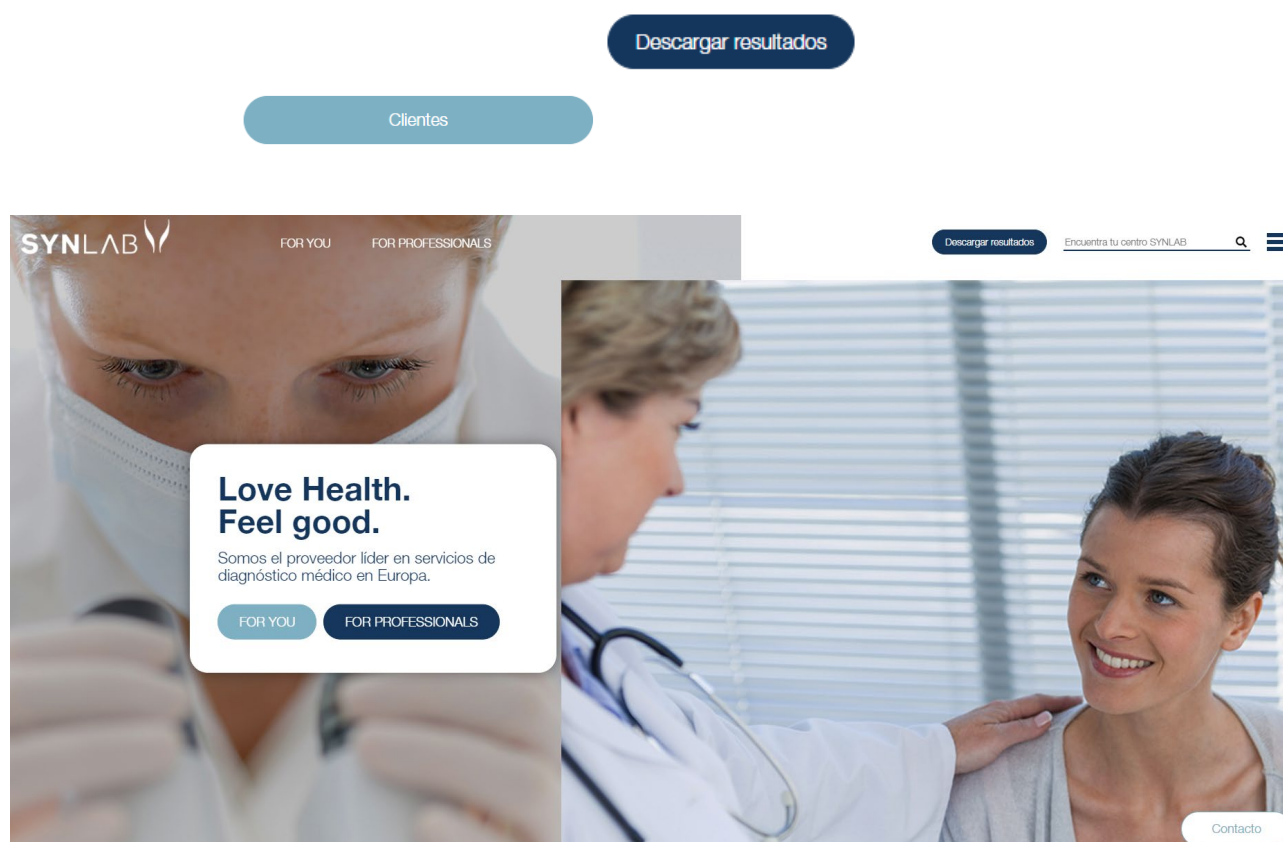 Descargar resultados
Clientes
SYNLAB
FOR YOU
FOR PROFESSIONALS
Descargar resultados
Encuentra tu centro SYNLAB
Love Health.
Feel good.
Somos el proveedor líder en servicios de
diagnóstico médico en Europa.
FOR YOU
FOR PROFESSIONALS
Contacto